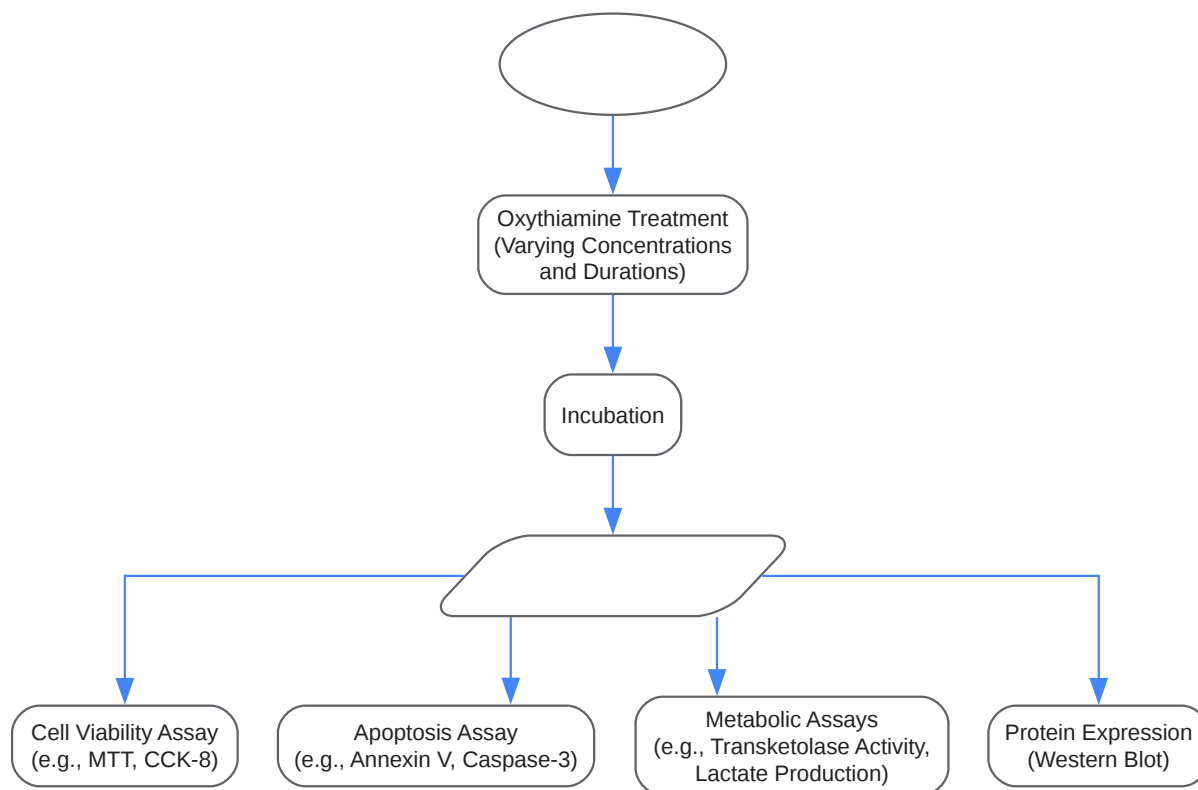 Oxythiamine Treatment
(Varying Concentrations
and Durations)
Incubation
Cell Viability Assay
(e.g., MTT, CCK-8)
Apoptosis Assay
(e.g., Annexin V, Caspase-3)
Metabolic Assays
(e.g., Transketolase Activity,
Lactate Production)
Protein Expression
(Western Blot)